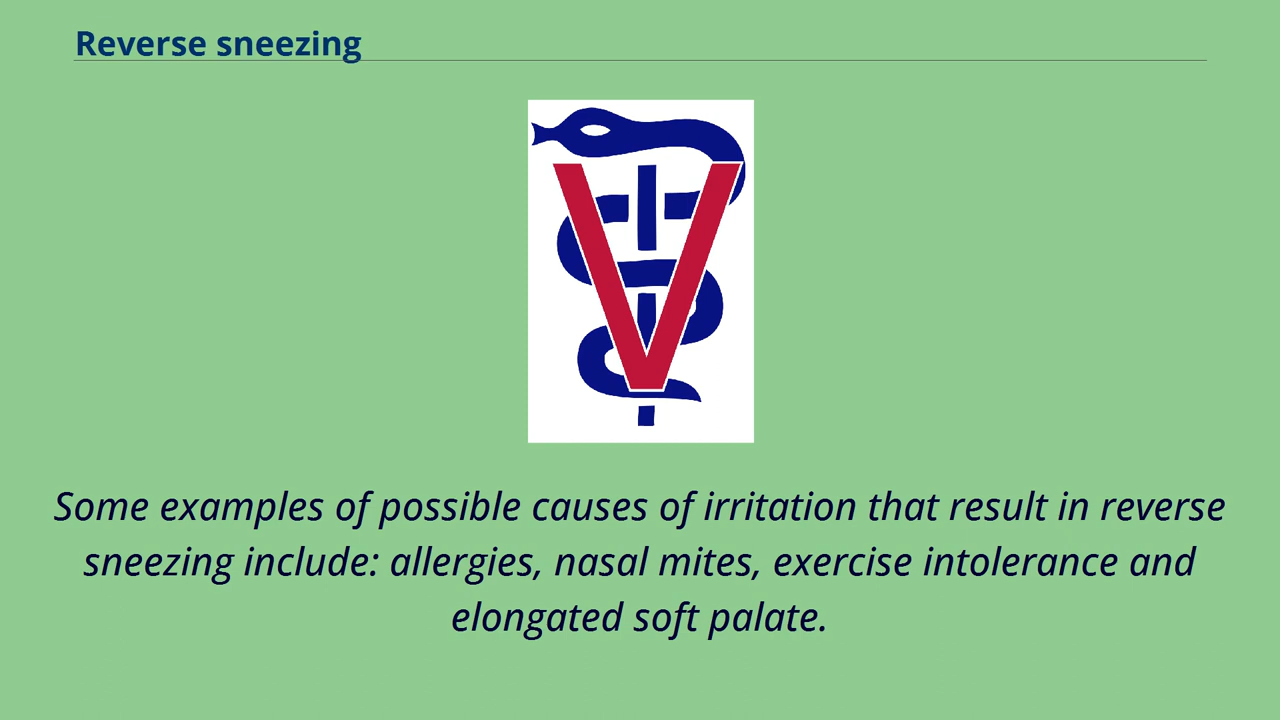 Reverse sneezing
V
Some examples of possible causes of irritation that result in reverse
sneezing include: allergies, nasal mites, exercise intolerance and
elongated soft palate.